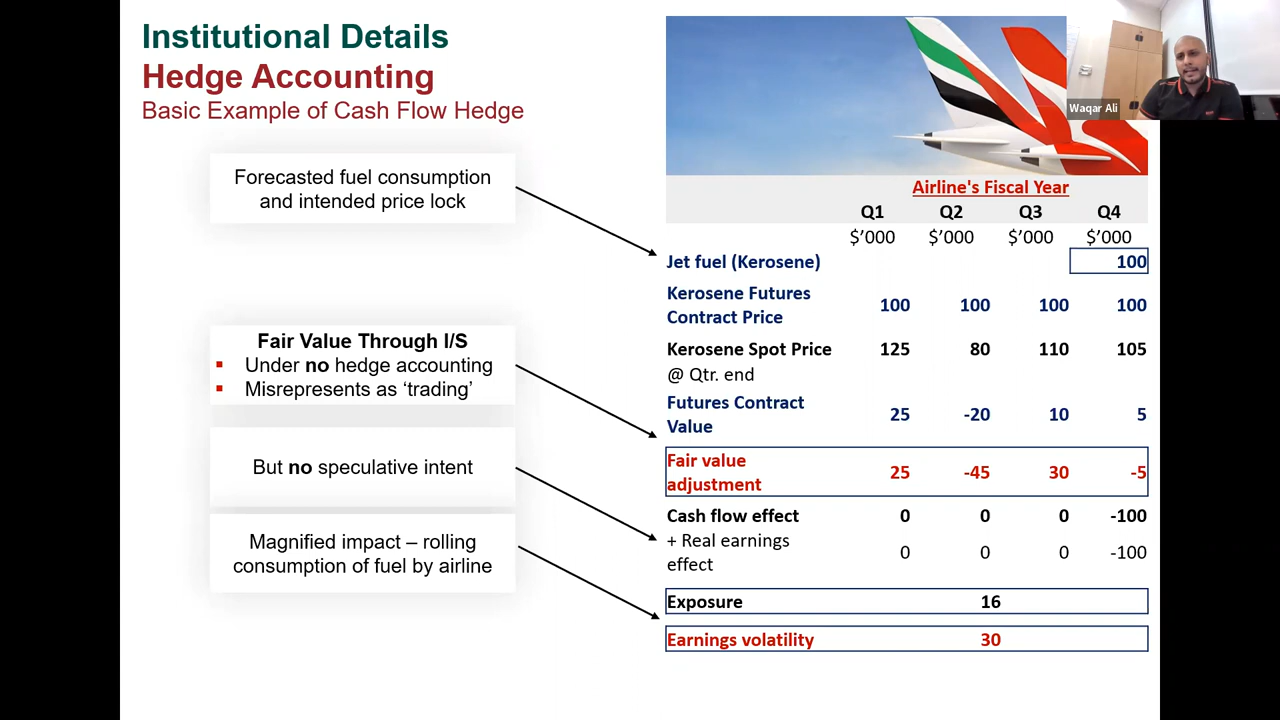 Institutional Details
Hedge Accounting
Basic Example of Cash Flow Hedge
Waqar Ali
Forecasted fuel consumption
and intended price lock
Fair Value Through I/S
Under no hedge accounting
Misrepresents as ‘trading’
But no speculative intent
Magnified impact – rolling
consumption of fuel by airline
Airline's Fiscal Year
Q1 Q2 Q3 Q4
$’000 $’000 $’000 $’000
Jet fuel (Kerosene) 100
Kerosene Futures
Contract Price 100 100 100 100
Kerosene Spot Price 125 80 110 105
@ Qtr. end
Futures Contract
Value 25 -20 10 5
Fair value
adjustment 25 -45 30 -5
Cash flow effect 0 0 0 -100
+ Real earnings
effect 0 0 0 -100
Exposure 16
Earnings volatility 30